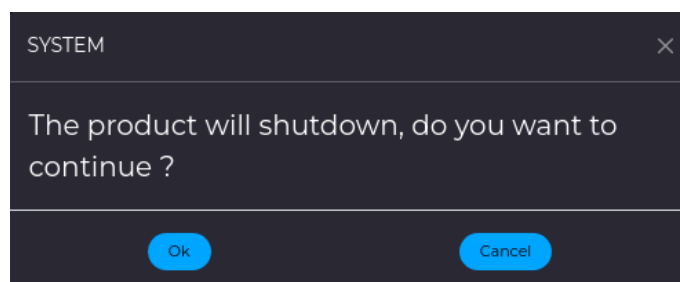 SYSTEM
The product will shutdown, do you want to
continue ?
Ok
Cancel